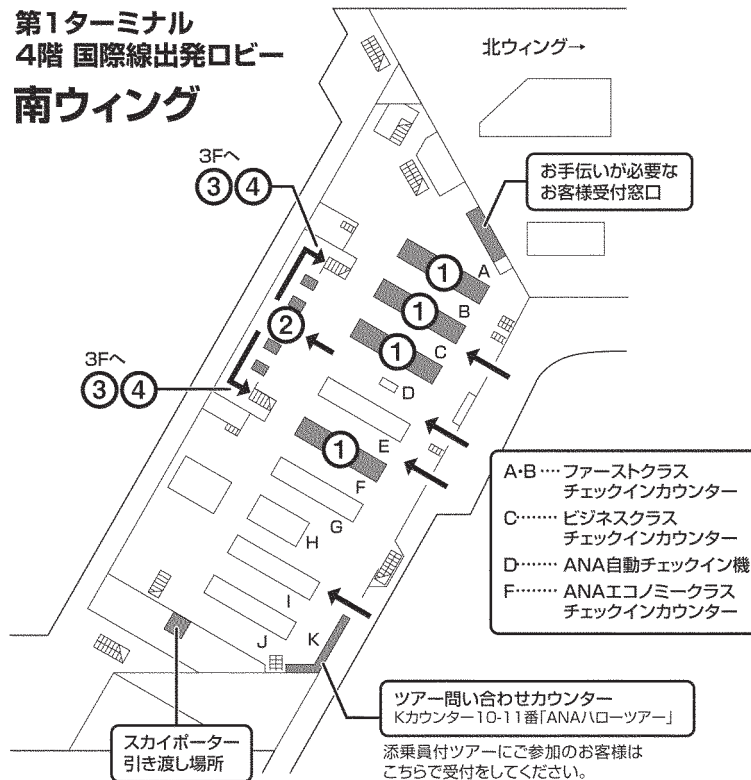 第1ターミナル
4階 国際線出発ロビー
南ウィング
北ウィング→
お手伝いが必要な
お客様受付窓口
3Fへ
③④
①
A
①
B
①
C
②
3Fへ
③④
D
E
①
F
G
H
I
J
K
A・B‥‥ファーストクラス
チェックインカウンター
C‥‥‥‥ビジネスクラス
チェックインカウンター
D‥‥‥‥ANA自動チェックイン機
F‥‥‥‥ANAエコノミークラス
チェックインカウンター
ツアー問い合わせカウンター
Kカウンター10-11番「ANAハローツアー」
添乗員付ツアーにご参加のお客様は
こちらで受付をしてください。
スカイポーター
引き渡し場所